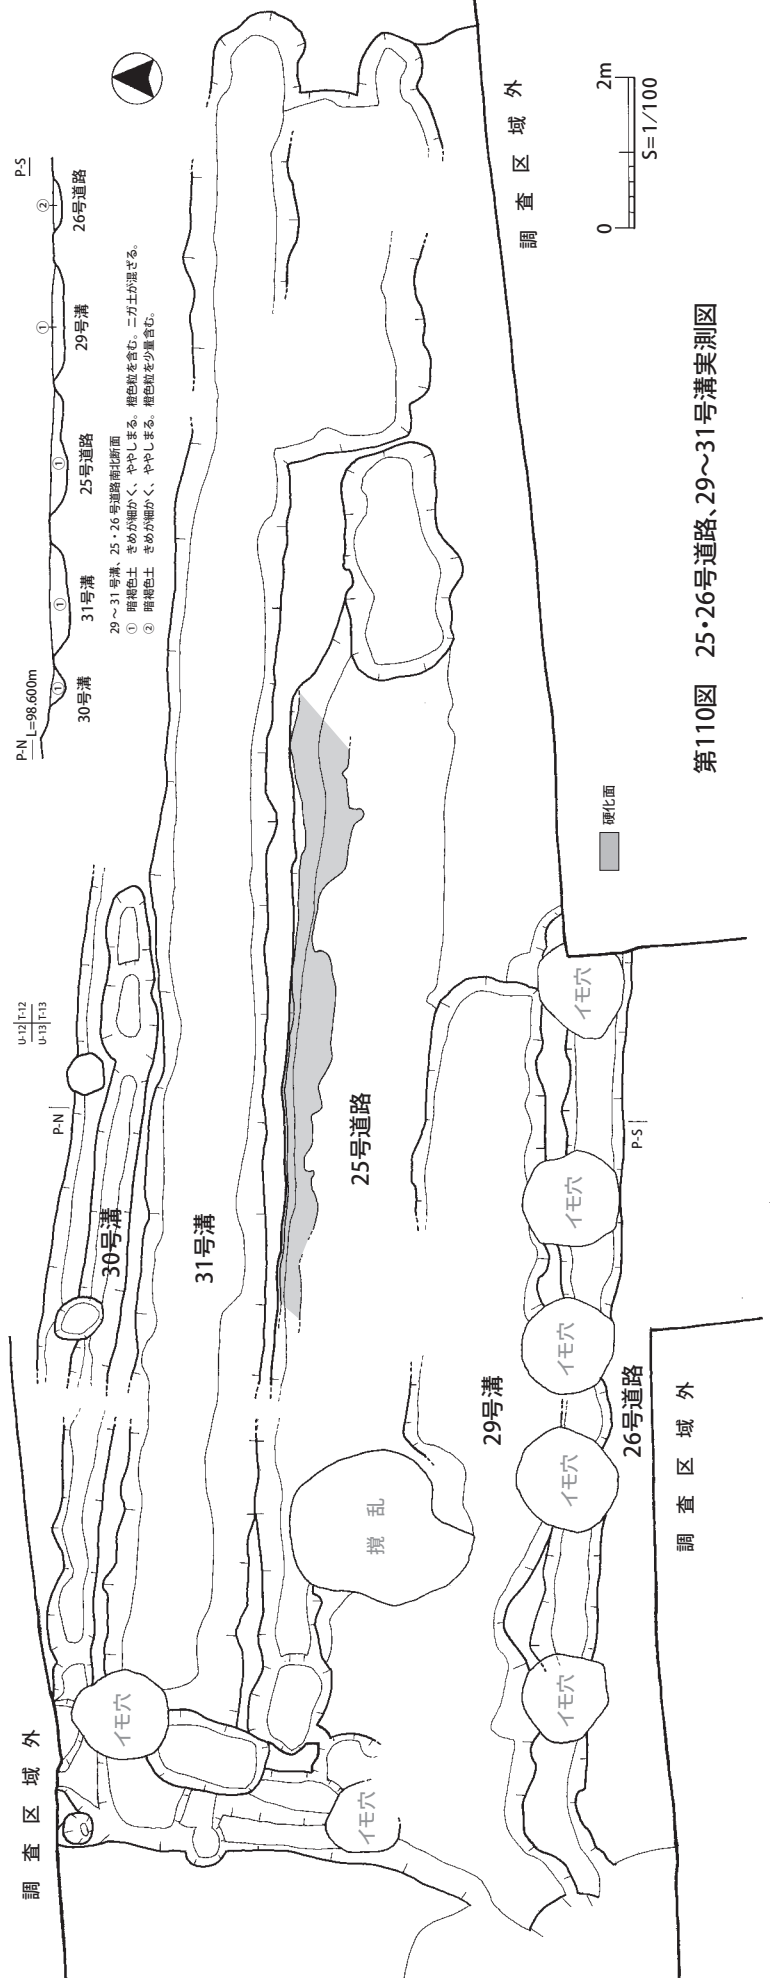 P-N
L=98.600m
P-S
30号溝
31号溝
25号道路
29号溝
26号道路
①
①
①
①
②
29～31号溝、25・26号道路南北断面
① 暗褐色土 きめが細かく、ややしまる。橙色粒を含む。ニガ土が混ざる。
② 暗褐色土 きめが細かく、ややしまる。橙色粒を少量含む。
調査区域外
U-12 T-12
U-13 T-13
P-N
30号溝
31号溝
25号道路
29号溝
26号道路
イモ穴
イモ穴
撹乱
イモ穴
イモ穴
イモ穴
イモ穴
イモ穴
P-S
調査区域外
調査区域外
硬化面
0 2m
S=1/100
第110図 25・26号道路、29～31号溝実測図